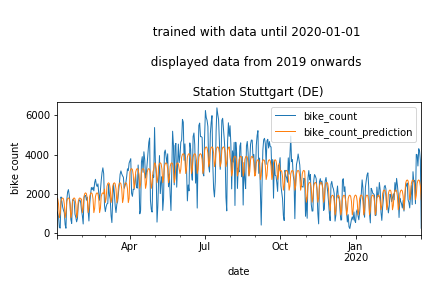 trained with data until 2020-01-01
displayed data from 2019 onwards
Station Stuttgart (DE)
bike_count
bike_count_prediction
6000
4000
2000
0
bike count
Apr
Jul
Oct
Jan
2020
date